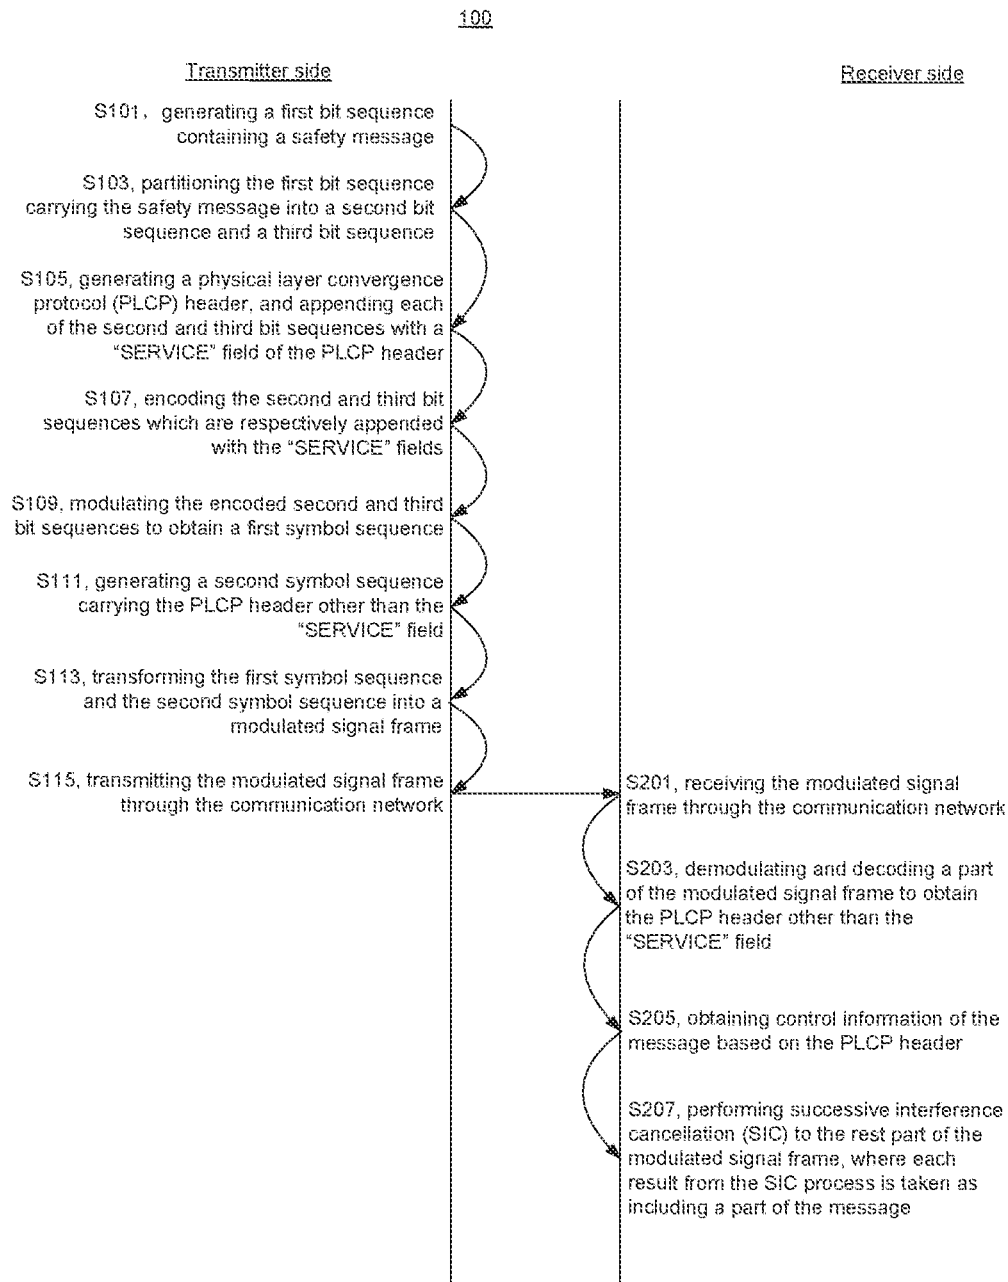 100
Transmitter side
Receiver side
S101, generating a first bit sequence
containing a safety message
S103, partitioning the first bit sequence
carrying the safety message into a second bit
sequence and a third bit sequence
S105, generating a physical layer convergence
protocol (PLCP) header, and appending each
of the second and third bit sequences with a
"SERVICE" field of the PLCP header
S107, encoding the second and third bit
sequences which are respectively appended
with the "SERVICE" fields
S109, modulating the encoded second and third
bit sequences to obtain a first symbol sequence
S111, generating a second symbol sequence
carrying the PLCP header other than the
"SERVICE" field
S113, transforming the first symbol sequence
and the second symbol sequence into a
modulated signal frame
S115, transmitting the modulated signal frame
through the communication network
S201, receiving the modulated signal
frame through the communication network
S203, demodulating and decoding a part
of the modulated signal frame to obtain
the PLCP header other than the
"SERVICE" field
S205, obtaining control information of the
message based on the PLCP header
S207, performing successive interference
cancellation (SIC) to the rest part of the
modulated signal frame, where each
result from the SIC process is taken as
including a part of the message